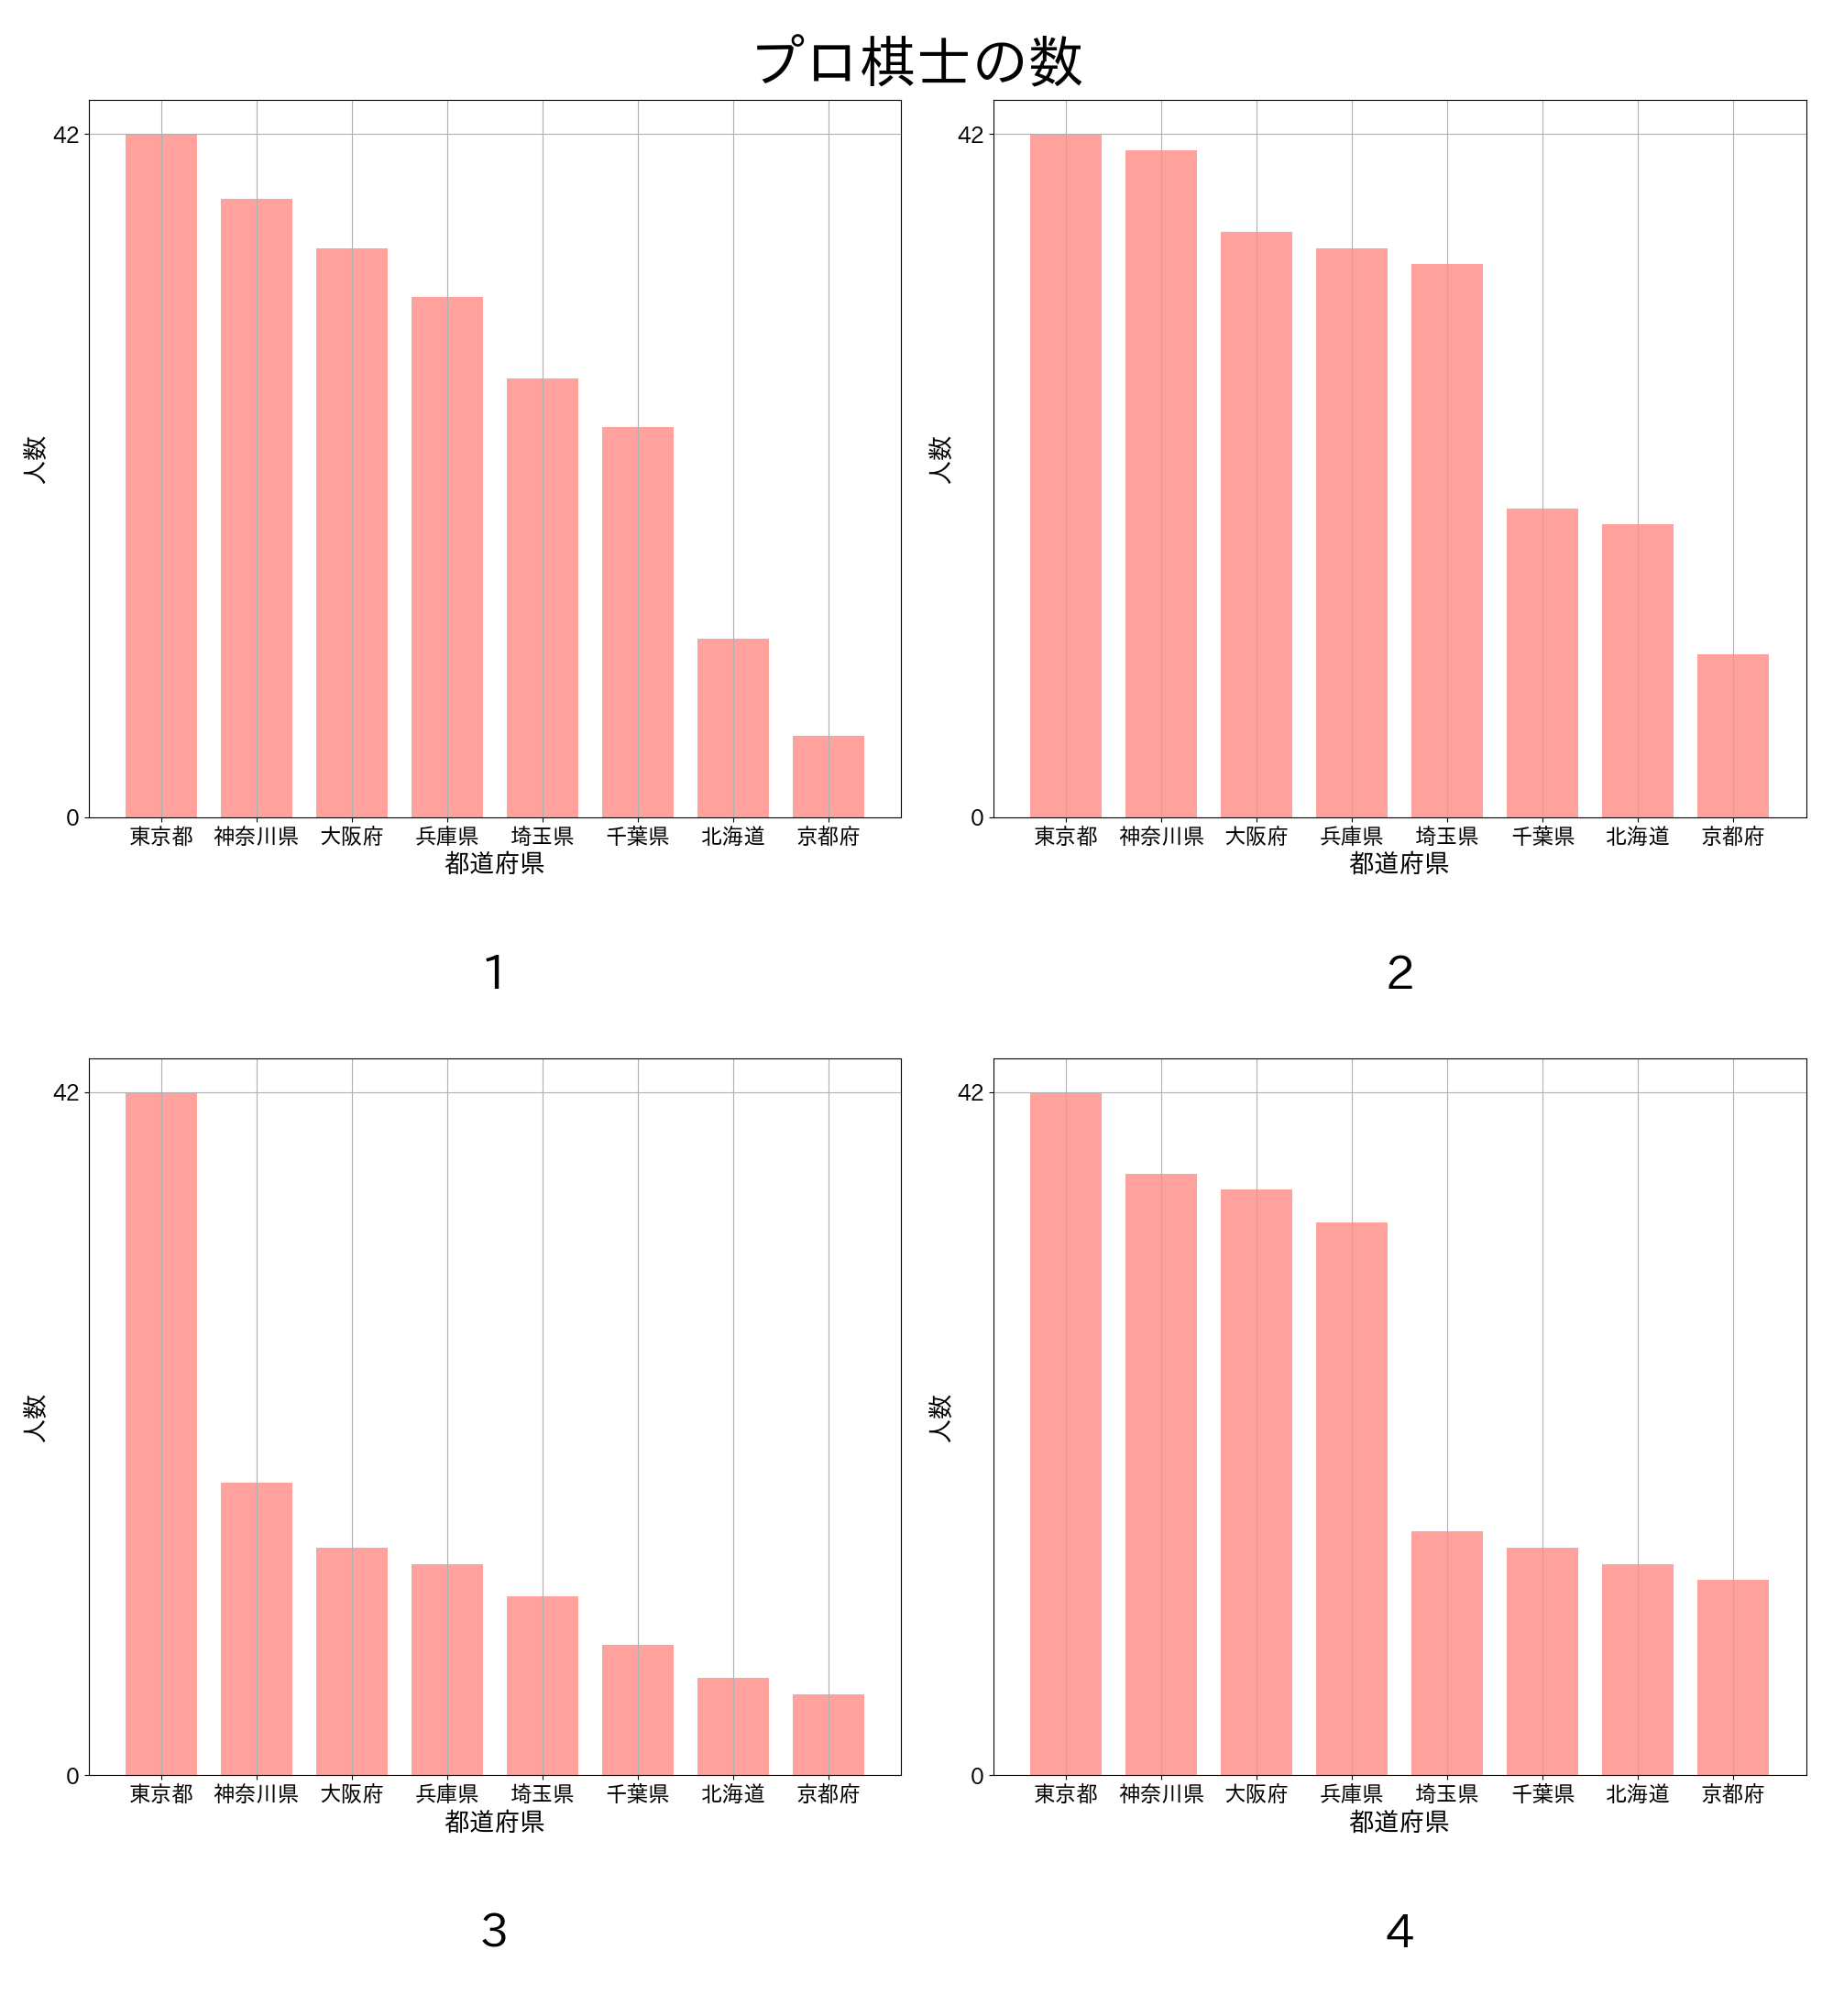 プロ棋士の数
42
0
人数
東京都 神奈川県 大阪府 兵庫県 埼玉県 千葉県 北海道 京都府
都道府県
1
42
0
人数
東京都 神奈川県 大阪府 兵庫県 埼玉県 千葉県 北海道 京都府
都道府県
2
42
0
人数
東京都 神奈川県 大阪府 兵庫県 埼玉県 千葉県 北海道 京都府
都道府県
3
42
0
人数
東京都 神奈川県 大阪府 兵庫県 埼玉県 千葉県 北海道 京都府
都道府県
4